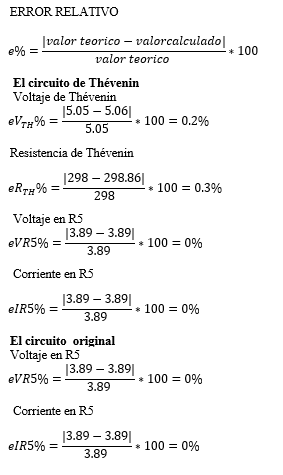 ERROR RELATIVO
e% = |valor teorico − valorcalculado| / valor teorico ∗ 100
El circuito de Thévenin
Voltaje de Thévenin
eV_TH% = |5.05 − 5.06| / 5.05 ∗ 100 = 0.2%
Resistencia de Thévenin
eR_TH% = |298 − 298.86| / 298 ∗ 100 = 0.3%
Voltaje en R5
eVR5% = |3.89 − 3.89| / 3.89 ∗ 100 = 0%
Corriente en R5
eIR5% = |3.89 − 3.89| / 3.89 ∗ 100 = 0%
El circuito original
Voltaje en R5
eVR5% = |3.89 − 3.89| / 3.89 ∗ 100 = 0%
Corriente en R5
eIR5% = |3.89 − 3.89| / 3.89 ∗ 100 = 0%